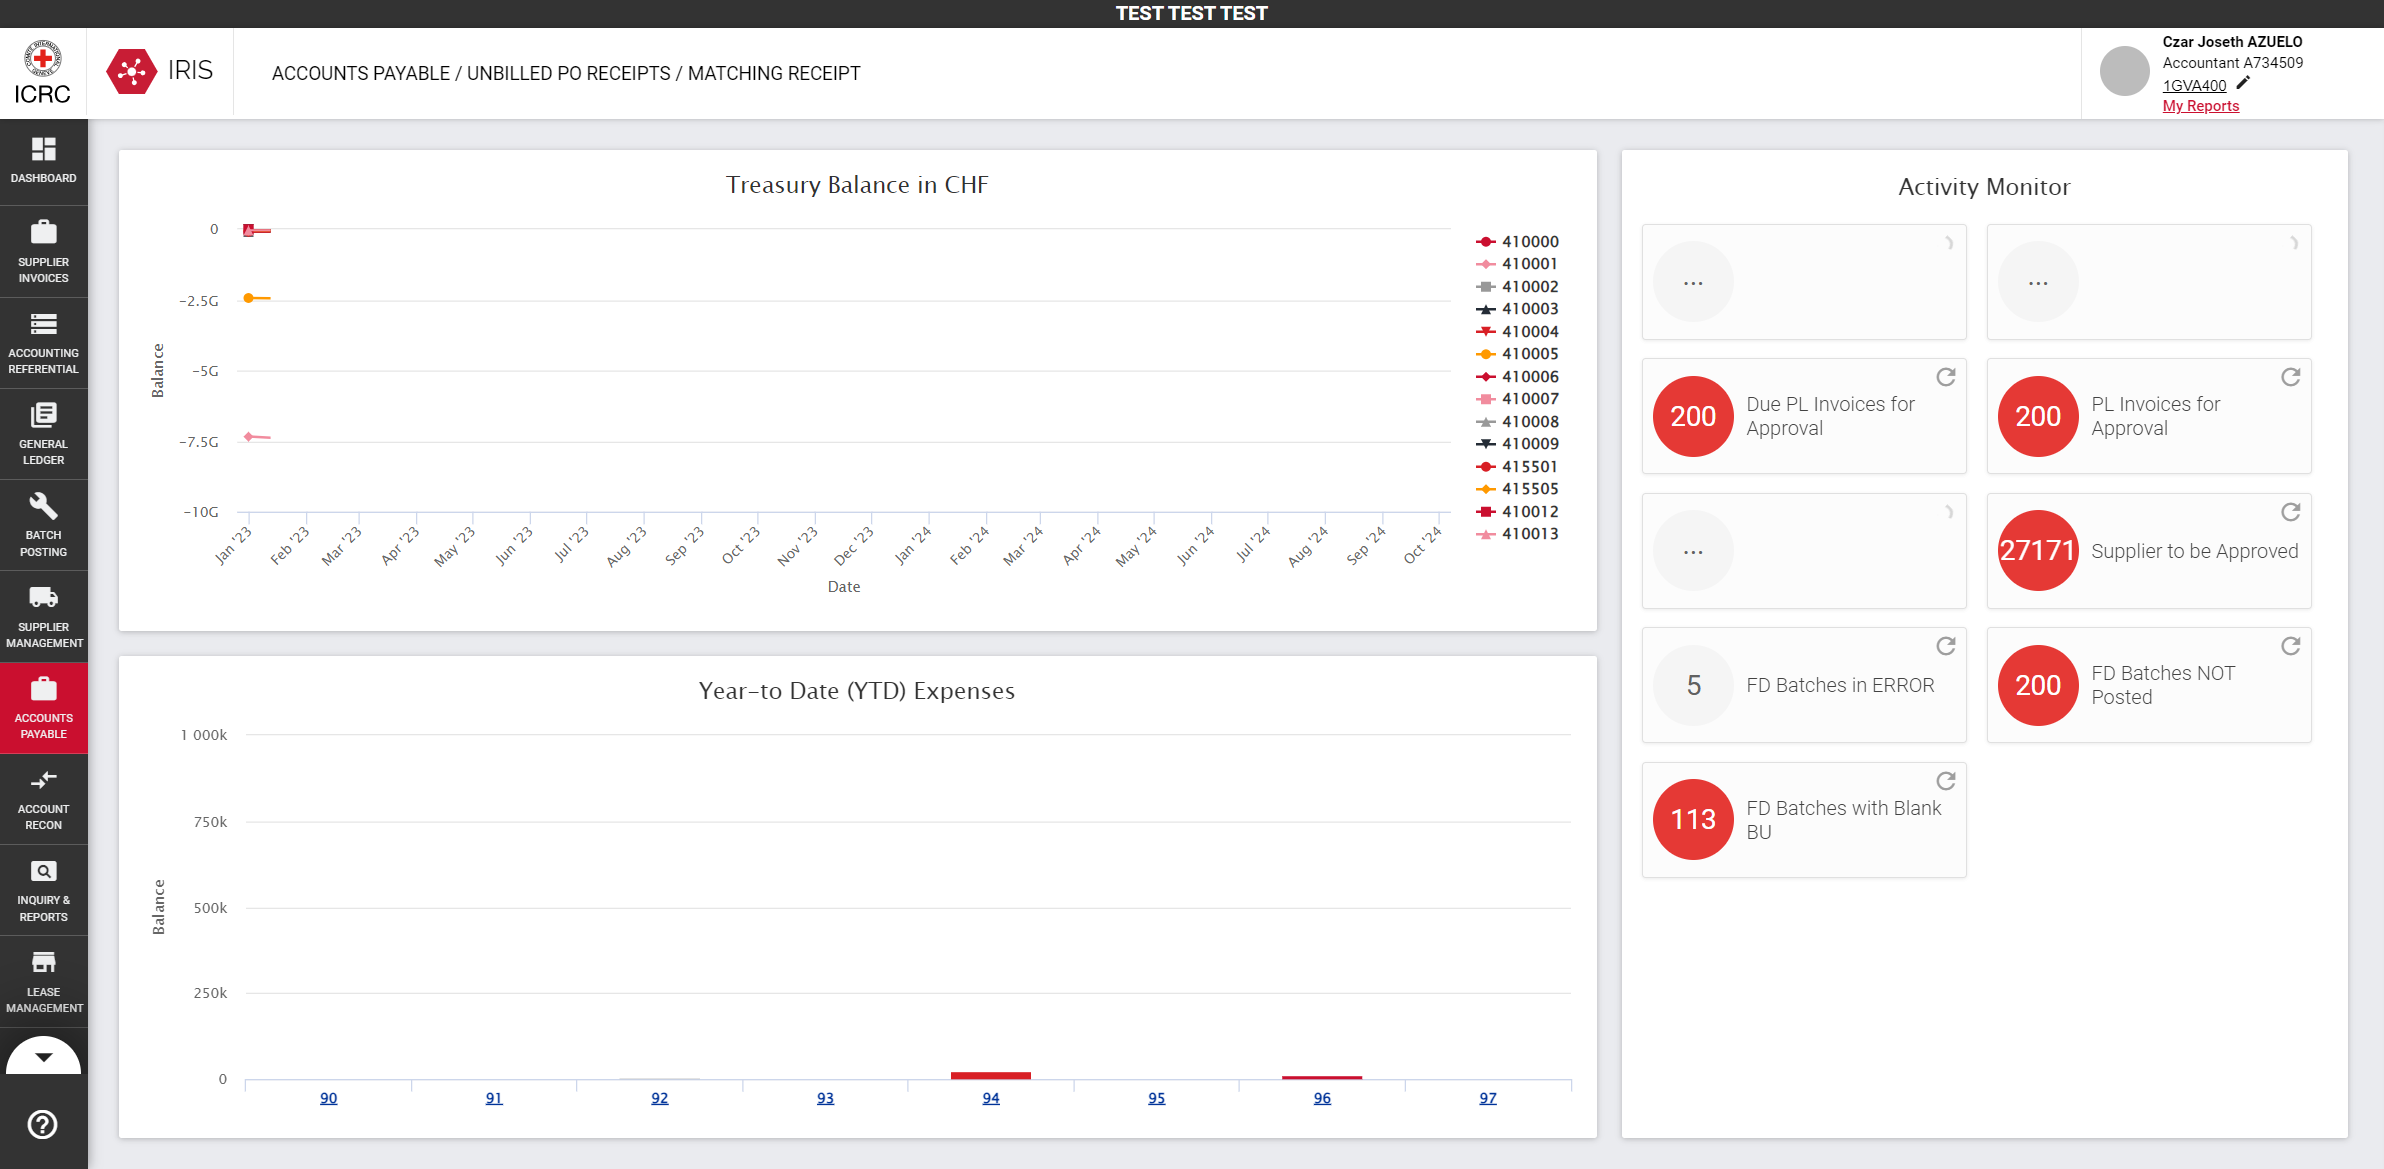 TEST TEST TEST
ICRC
IRIS
ACCOUNTS PAYABLE / UNBILLED PO RECEIPTS / MATCHING RECEIPT
Czar Joseth AZUELO
Accountant A734509
1GVA400
My Reports
DASHBOARD
SUPPLIER
INVOICES
ACCOUNTING
REFERENTIAL
GENERAL
LEDGER
BATCH
POSTING
SUPPLIER
MANAGEMENT
ACCOUNTS
PAYABLE
ACCOUNT
RECON
INQUIRY &
REPORTS
LEASE
MANAGEMENT
Treasury Balance in CHF
Balance
0
-2.5G
-5G
-7.5G
-10G
Jan '23
Feb '23
Mar '23
Apr '23
May '23
Jun '23
Jul '23
Aug '23
Sep '23
Oct '23
Nov '23
Dec '23
Jan '24
Feb '24
Mar '24
Apr '24
May '24
Jun '24
Jul '24
Aug '24
Sep '24
Oct '24
Date
410000
410001
410002
410003
410004
410005
410006
410007
410008
410009
415501
415505
410012
410013
Year-to Date (YTD) Expenses
Balance
1 000k
750k
500k
250k
0
90
91
92
93
94
95
96
97
Activity Monitor
...
...
200
Due PL Invoices for
Approval
200
PL Invoices for
Approval
...
27171
Supplier to be Approved
5
FD Batches in ERROR
200
FD Batches NOT
Posted
113
FD Batches with Blank
BU